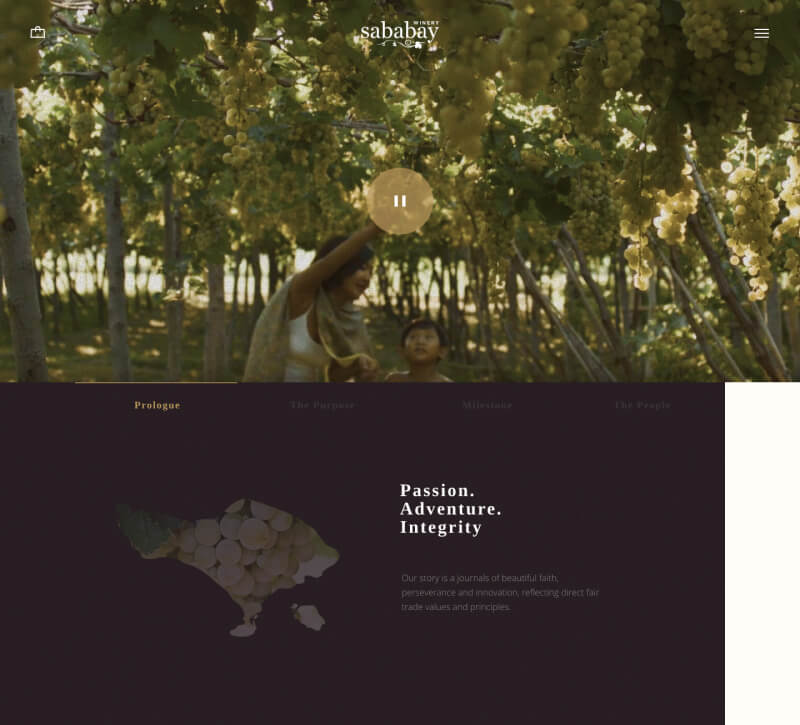 WINERY
sababay
Prologue
The Purpose
Milestone
The People
Passion.
Adventure.
Integrity
Our story is a journals of beautiful faith,
perseverance and innovation, reflecting direct fair
trade values and principles.